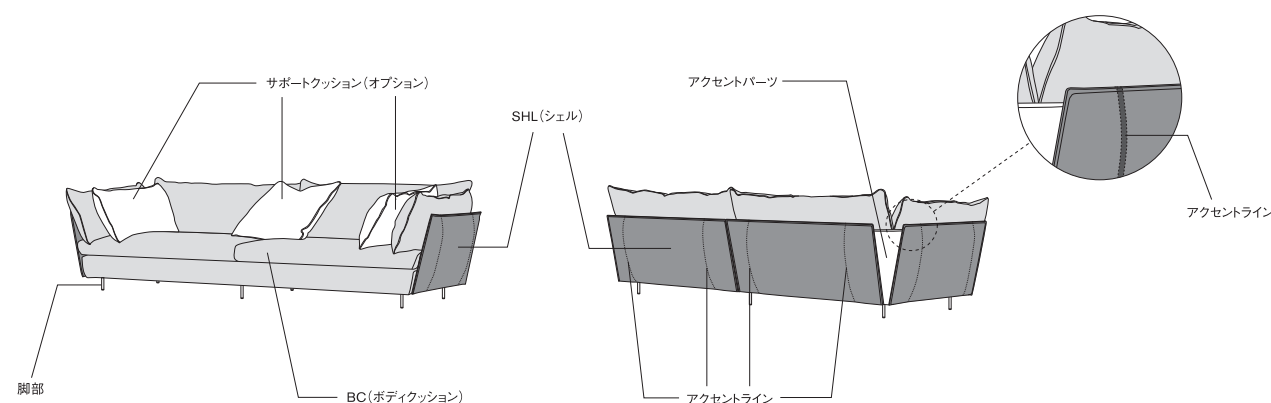 サポートクッション（オプション）
アクセントパーツ
SHL（シェル）
アクセントライン
脚部
BC（ボディクッション）
アクセントライン